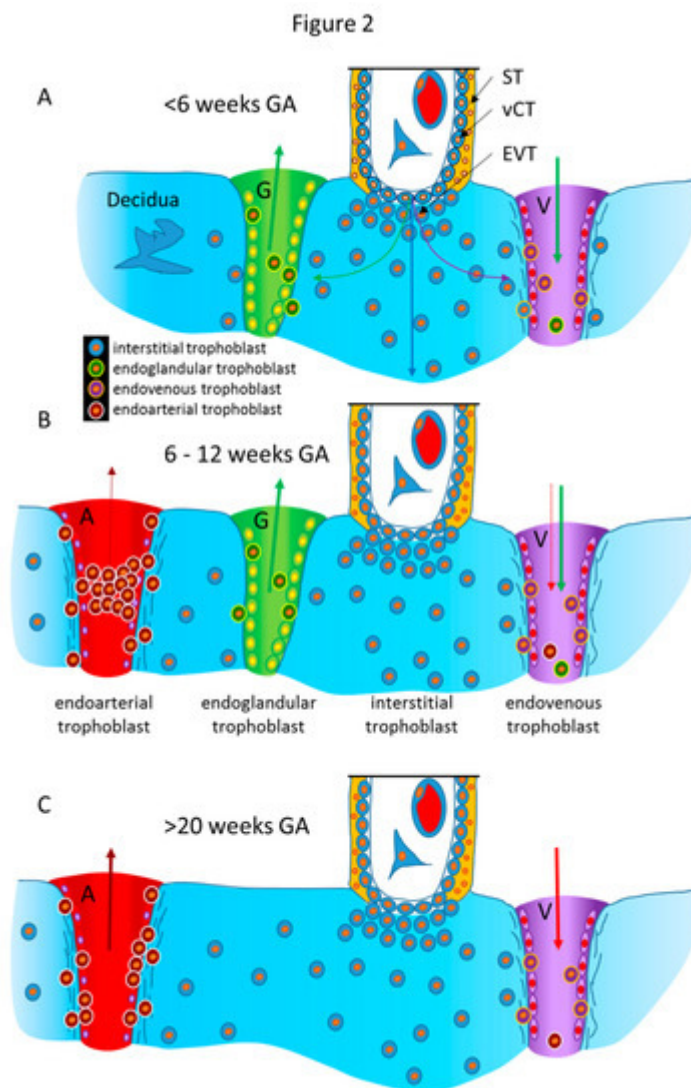 Figure 2
A
<6 weeks GA
ST
vCT
EVT
Decidua
G
V
interstitial trophoblast
endoglandular trophoblast
endovenous trophoblast
endoarterial trophoblast
B
6 - 12 weeks GA
A
G
V
endoarterial trophoblast
endoglandular trophoblast
interstitial trophoblast
endovenous trophoblast
C
>20 weeks GA
A
V